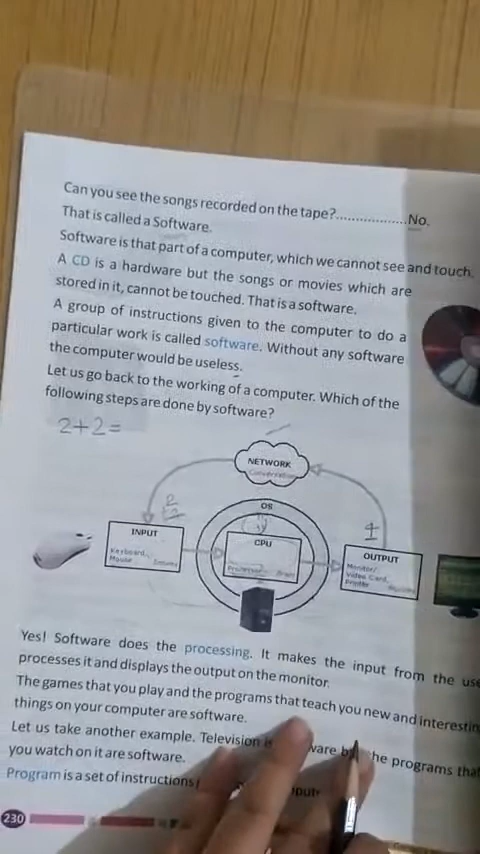 Can you see the songs recorded on the tape?..................No.
That is called a Software.
Software is that part of a computer, which we cannot see and touch.
A CD is a hardware but the songs or movies which are
stored in it, cannot be touched. That is a software.
A group of instructions given to the computer to do a
particular work is called software. Without any software
the computer would be useless.
Let us go back to the working of a computer. Which of the
following steps are done by software?
2+2=
NETWORK
OS
INPUT
Keyboard,
Mouse
CPU
Processor
OUTPUT
Monitor/
Video Card,
Printer
Yes! Software does the processing. It makes the input from the
processes it and displays the output on the monitor.
The games that you play and the programs that teach you new and
things on your computer are software.
Let us take another example. Television the programs
you watch on it are software.
Program is a set of instructions
230